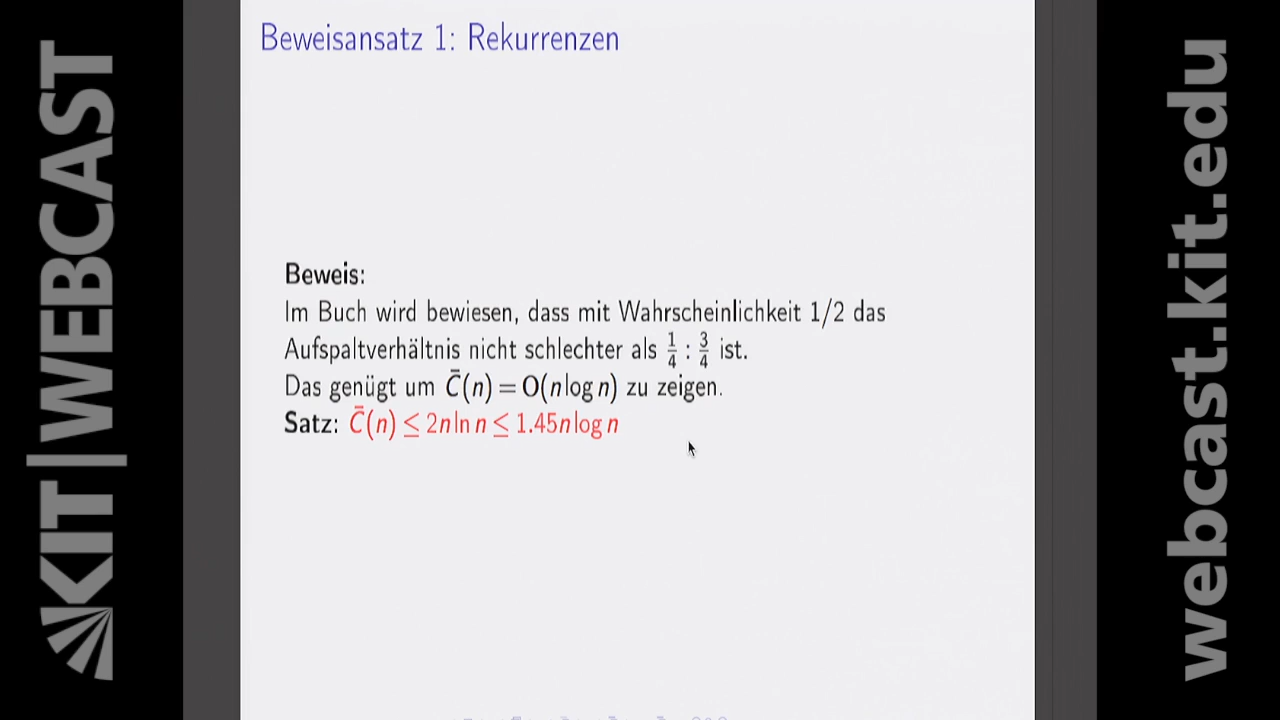 KIT|WEBCAST
Beweisansatz 1: Rekurrenzen
Beweis:
Im Buch wird bewiesen, dass mit Wahrscheinlichkeit 1/2 das
Aufspaltverhältnis nicht schlechter als 1/4 : 3/4 ist.
Das genügt um C̄(n) = O(n log n) zu zeigen.
Satz: C̄(n) ≤ 2n ln n ≤ 1.45n log n
webcast.kit.edu